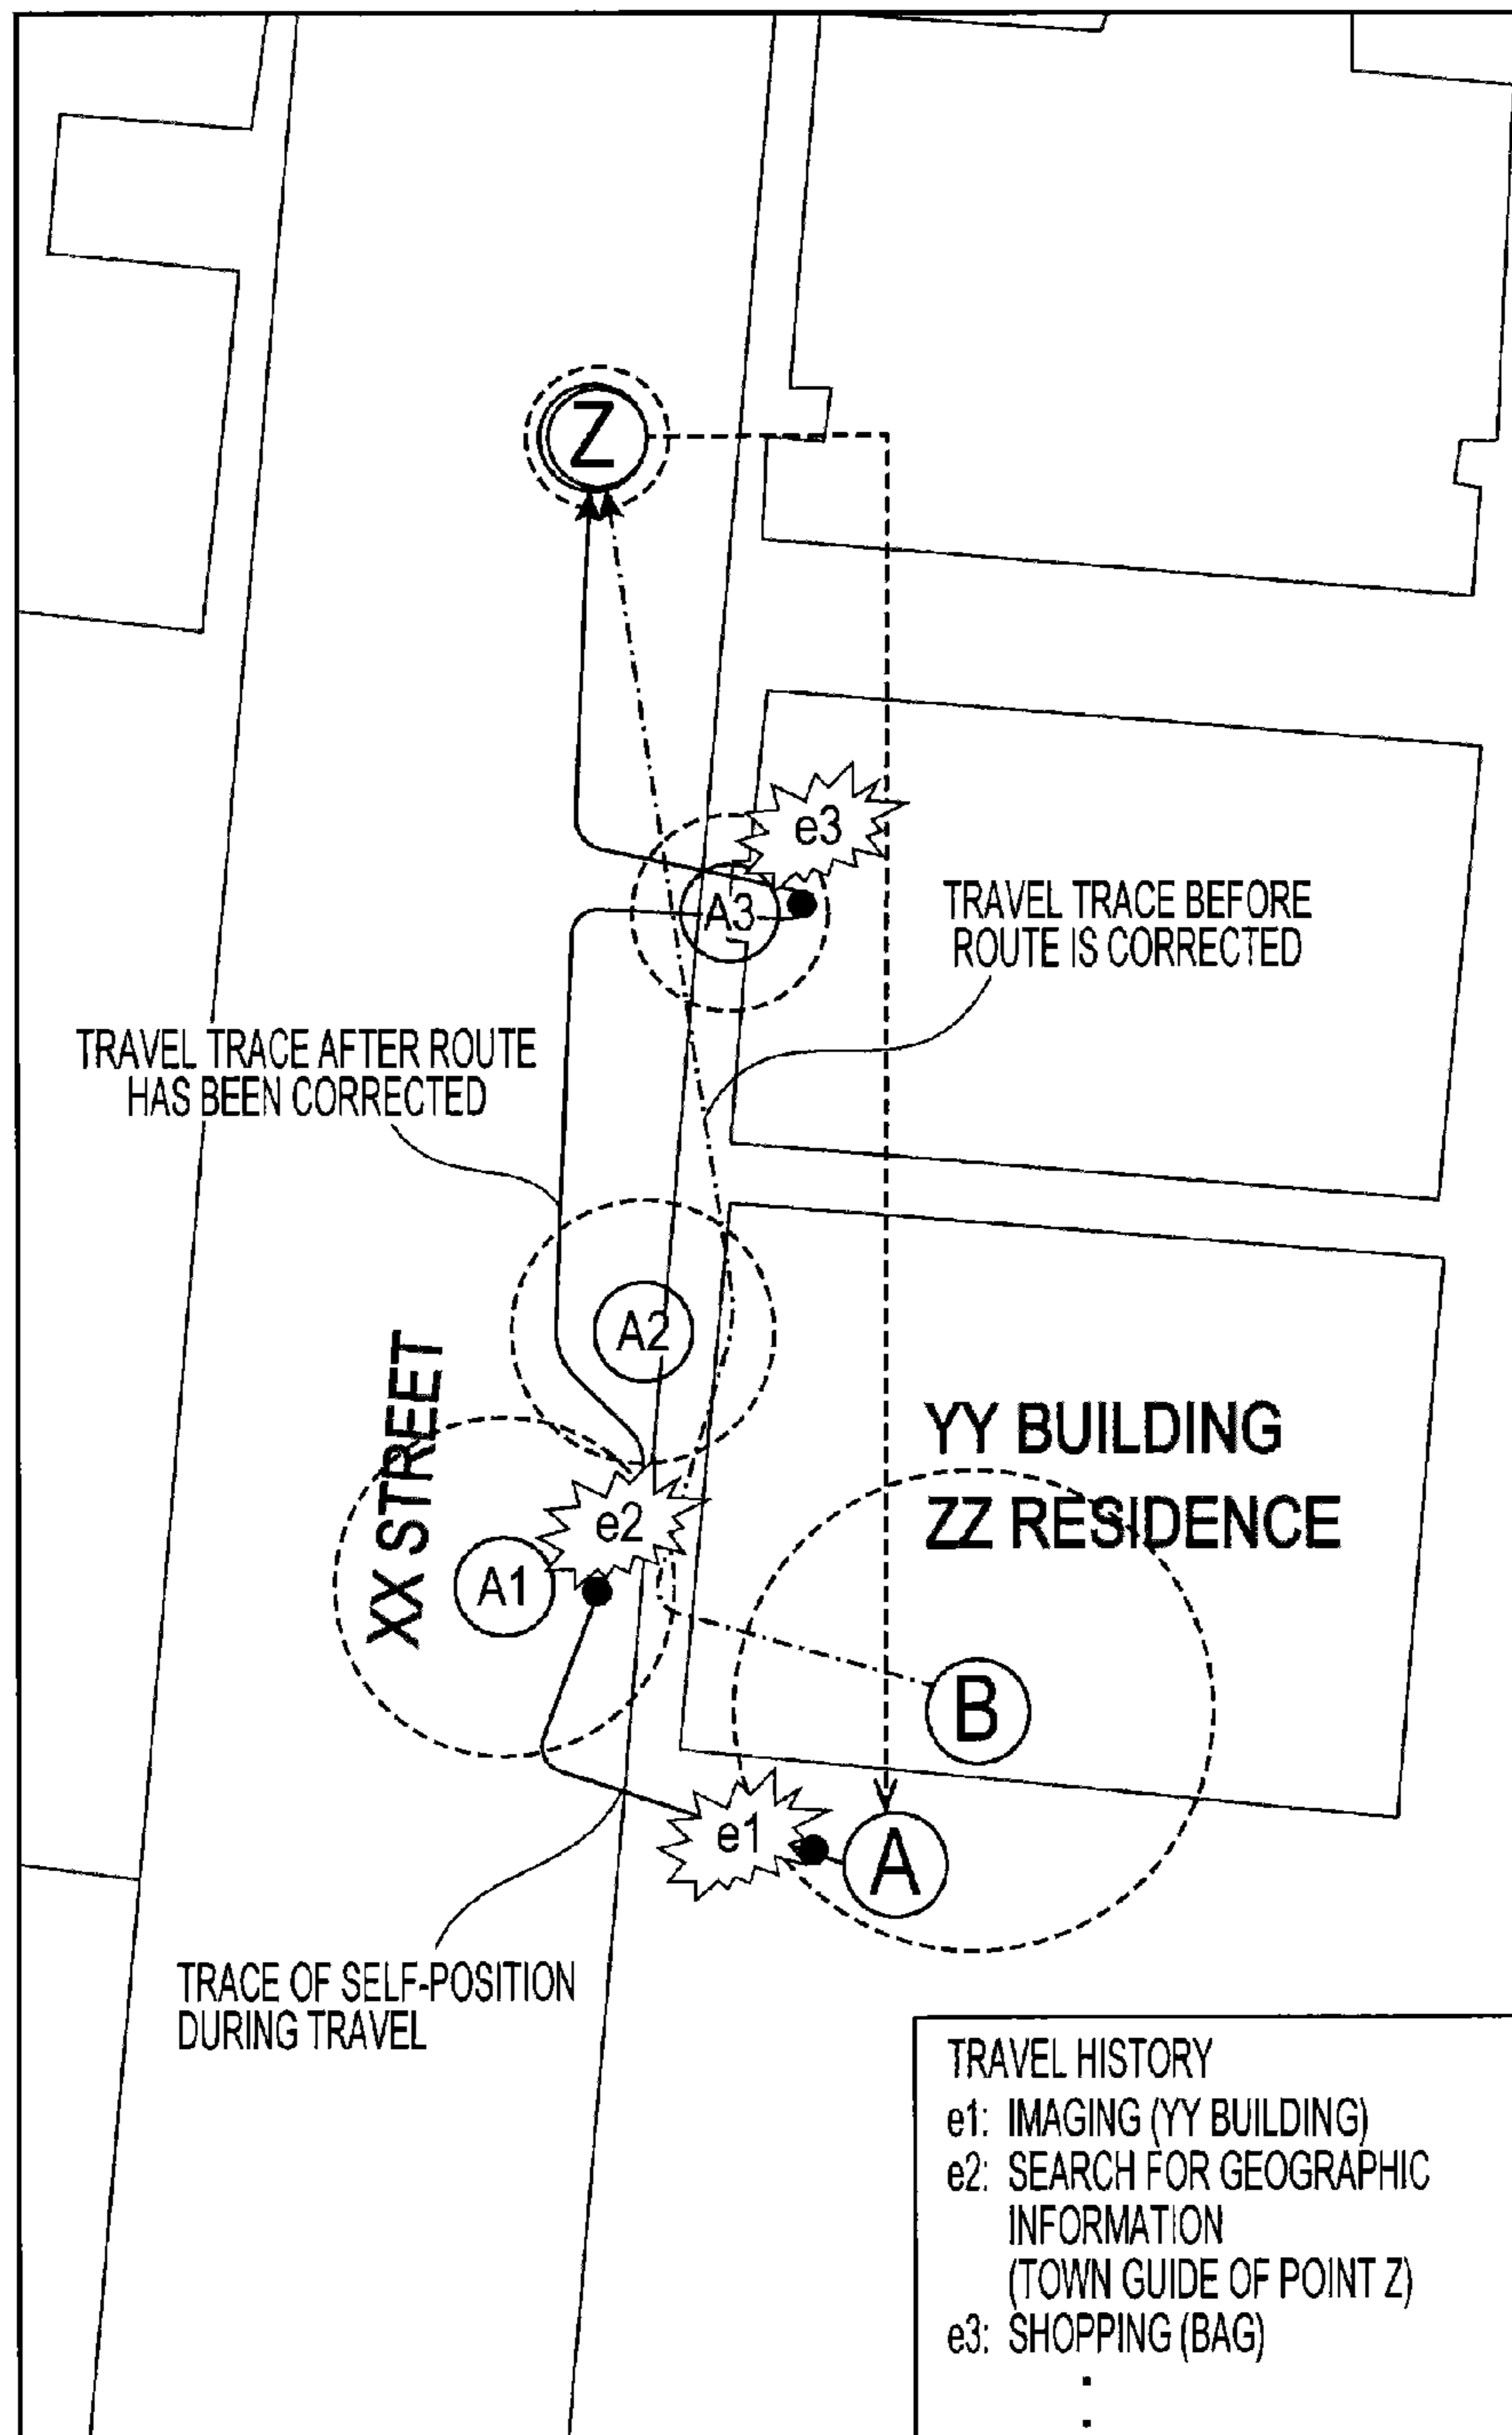 Z
e3
A3
TRAVEL TRACE BEFORE
ROUTE IS CORRECTED
TRAVEL TRACE AFTER ROUTE
HAS BEEN CORRECTED
A2
XX STREET
YY BUILDING
ZZ RESIDENCE
e2
A1
B
e1
A
TRACE OF SELF-POSITION
DURING TRAVEL
TRAVEL HISTORY
e1: IMAGING (YY BUILDING)
e2: SEARCH FOR GEOGRAPHIC
INFORMATION
(TOWN GUIDE OF POINT Z)
e3: SHOPPING (BAG)